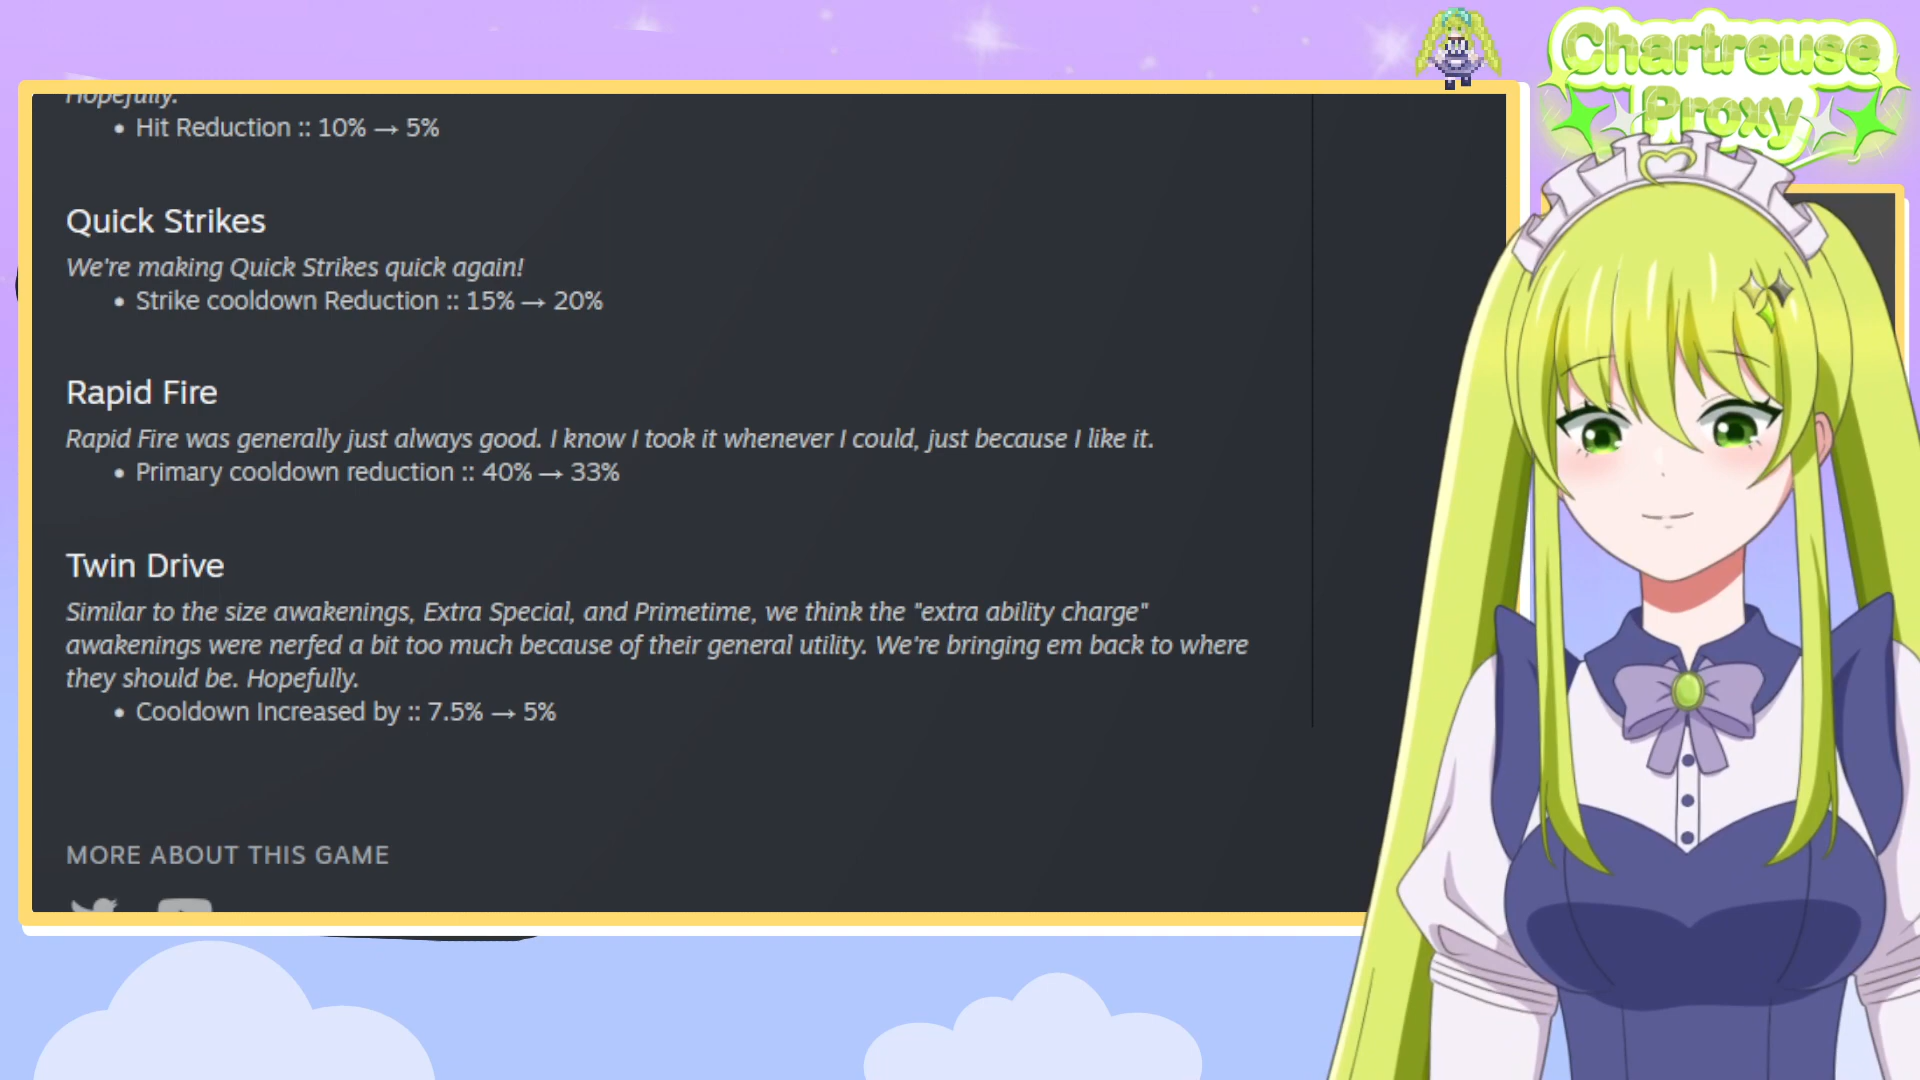 Chartreuse
Proxy
Hopefully.
• Hit Reduction :: 10% → 5%
Quick Strikes
We're making Quick Strikes quick again!
• Strike cooldown Reduction :: 15% → 20%
Rapid Fire
Rapid Fire was generally just always good. I know I took it whenever I could, just because I like it.
• Primary cooldown reduction :: 40% → 33%
Twin Drive
Similar to the size awakenings, Extra Special, and Primetime, we think the "extra ability charge"
awakenings were nerfed a bit too much because of their general utility. We're bringing em back to where
they should be. Hopefully.
• Cooldown Increased by :: 7.5% → 5%
MORE ABOUT THIS GAME